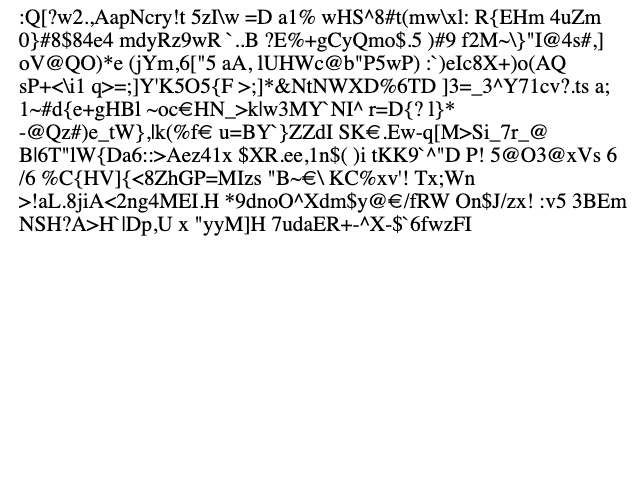 :Q[?w2.,AapNcry!t 5zI\w =D a1% wHS^8#t(mw\xl: R{EHm 4uZm
0}#8$84e4 mdyRz9wR`..B ?E%+gCyQmo$.5 )#9 f2M~\}"I@4s#,]
oV@QO)*e (jYm,6["5 aA, lUHWc@b"P5wP) :`)eIc8X+)o(AQ
sP+<\i1 q>=;]Y'K5O5{F>;]*&NtNWXD%6TD ]3=_3^Y71cv?.ts a;
1~#d{e+gHBl ~oc€HN_>k|w3MY`NI^ r=D{? l}*
-@Qz#)e_tW},|k(%f€ u=BY`}ZZdI SK€.Ew-q[M>Si_7r_@
B|6T"lW{Da6::>Aez41x $XR.ee,1n$( )i tKK9`^"D P! 5@O3@xVs 6
/6 %C{HV]{<8ZhGP=MIzs "B~€\ KC%xv'! Tx;Wn
>!aL.8jiA<2ng4MEI.H *9dnoO^Xdm$y@€/fRW On$J/zx! :v5 3BEm
NSH?A>H`|Dp,U x "yyM]H 7udaER+-^X-$`6fwzFI